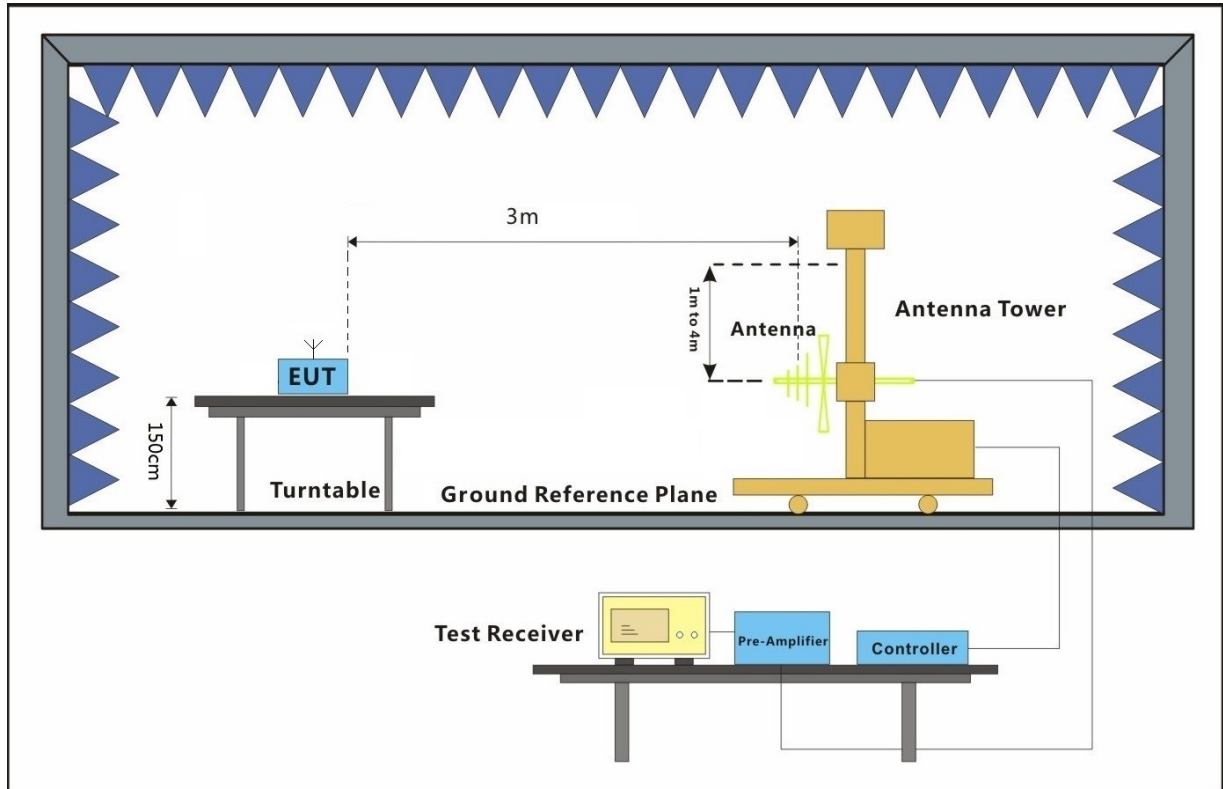 3m
1m to 4m
Antenna Tower
Antenna
EUT
150cm
Turntable
Ground Reference Plane
Test Receiver
Pre-Amplifier
Controller